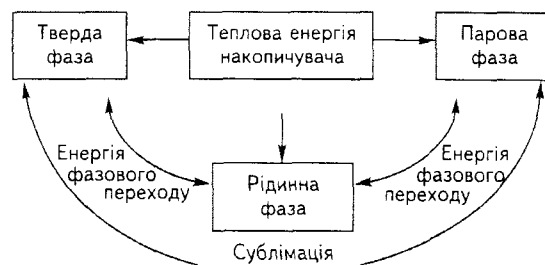 Тверда
фаза
Теплова енергія
накопичувача
Парова
фаза
Енергія
фазового
переходу
Рідинна
фаза
Енергія
фазового
переходу
Сублімація